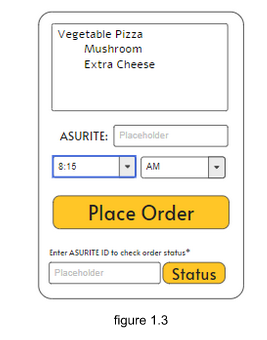 Vegetable Pizza
Mushroom
Extra Cheese
ASURITE: Placeholder
8:15 AM
Place Order
Enter ASURITE ID to check order status*
Placeholder Status
figure 1.3